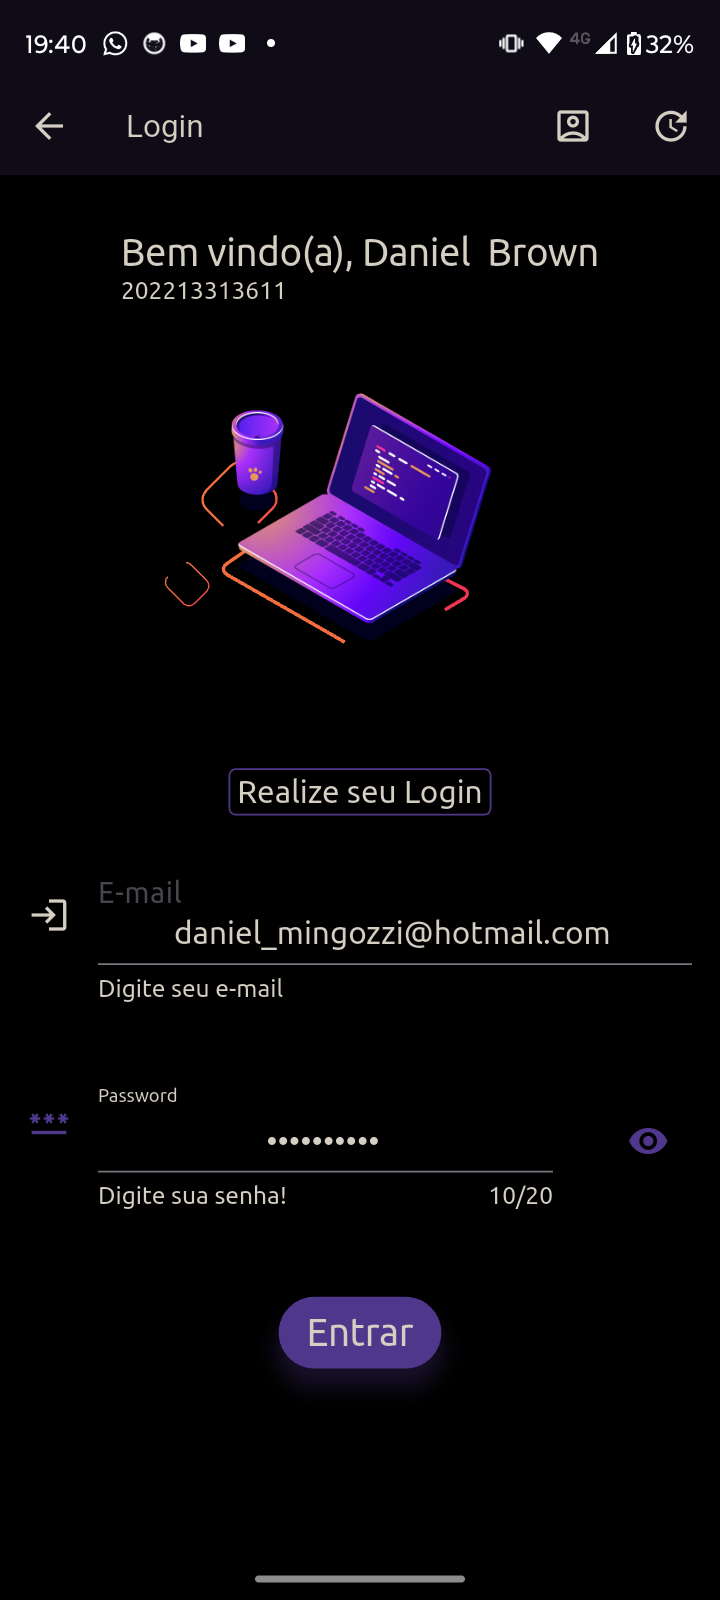 19:40
4G
32%
Login
Bem vindo(a), Daniel  Brown
202213313611
Realize seu Login
E-mail
daniel_mingozzi@hotmail.com
Digite seu e-mail
Password
***
••••••••••
Digite sua senha! 10/20
Entrar